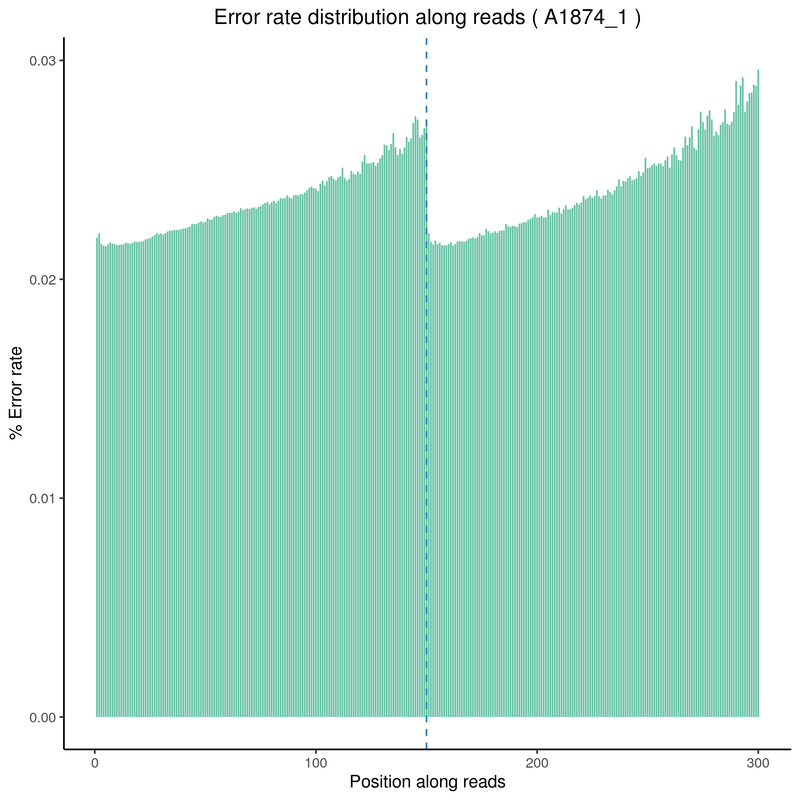 Error rate distribution along reads ( A1874_1 )
% Error rate
0.03
0.02
0.01
0.00
0 100 200 300
Position along reads